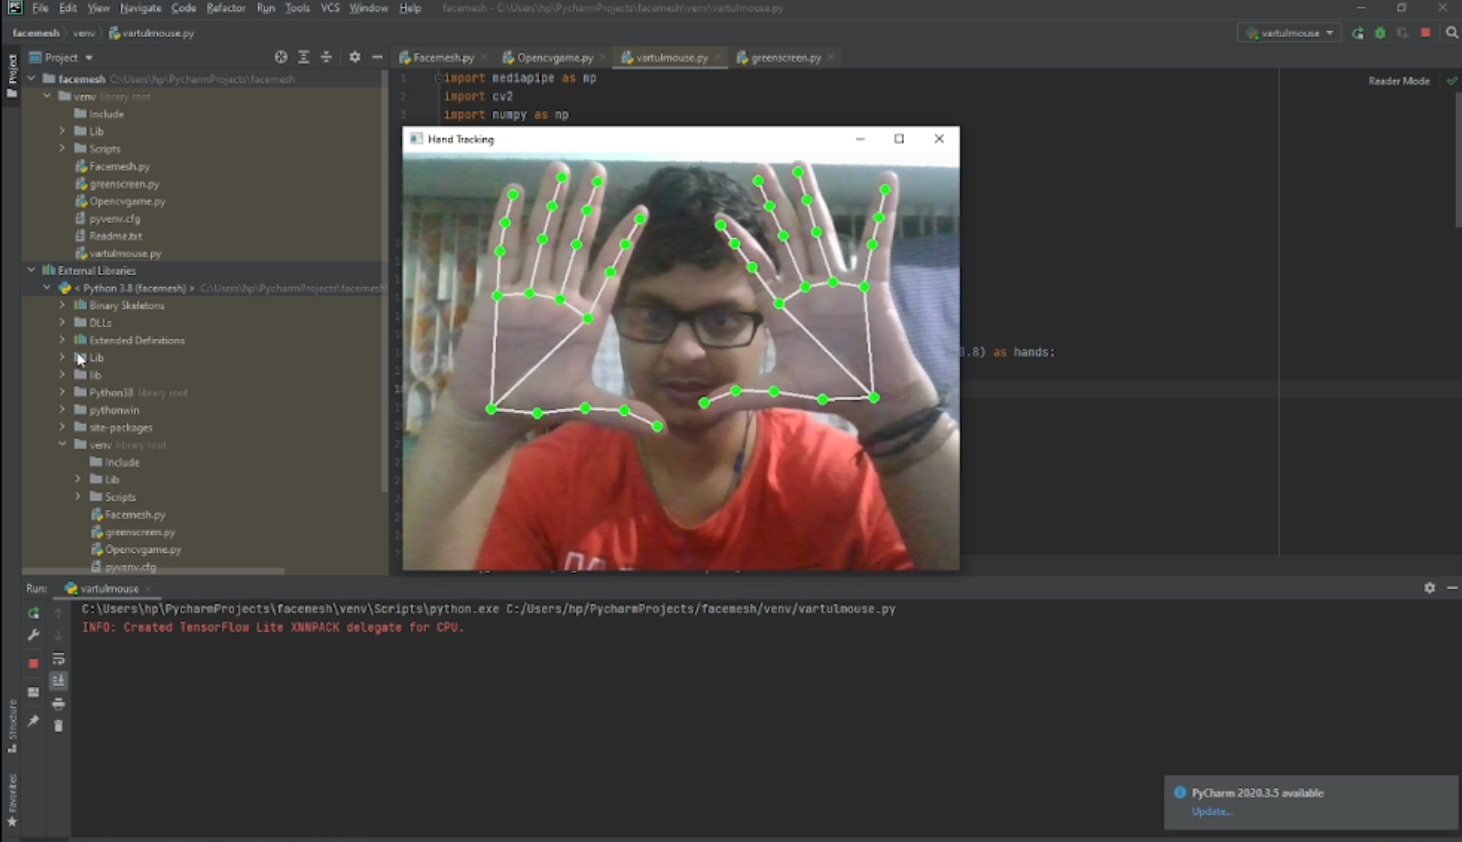 PC File Edit View Navigate Code Refactor Run Tools VCS Window Help facemesh - C:\Users\hp\PycharmProjects\facemesh\venv\vartulmouse.py
facemesh venv vartulmouse.py
vartulmouse
Project
Project
Facemesh.py Opencvgame.py vartulmouse.py greenscreen.py
facemesh C:\Users\hp\PycharmProjects\facemesh
venv library root
Include
Lib
Scripts
Facemesh.py
greenscreen.py
Opencvgame.py
pyvenv.cfg
Readme.txt
vartulmouse.py
External Libraries
< Python 3.8 (facemesh) > C:\Users\hp\PycharmProjects\facemesh
Binary Skeletons
DLLs
Extended Definitions
Lib
lib
Python38 library root
pythonwin
site-packages
venv library root
Include
Lib
Scripts
Facemesh.py
greenscreen.py
Opencvgame.py
pyvenv.cfg
1 import mediapipe as mp
2 import cv2
3 import numpy as np
Reader Mode
Hand Tracking
0.8) as hands:
Run: vartulmouse
C:\Users\hp\PycharmProjects\facemesh\venv\Scripts\python.exe C:/Users/hp/PycharmProjects/facemesh/venv/vartulmouse.py
INFO: Created TensorFlow Lite XNNPACK delegate for CPU.
Structure
Favorites
PyCharm 2020.3.5 available
Update...